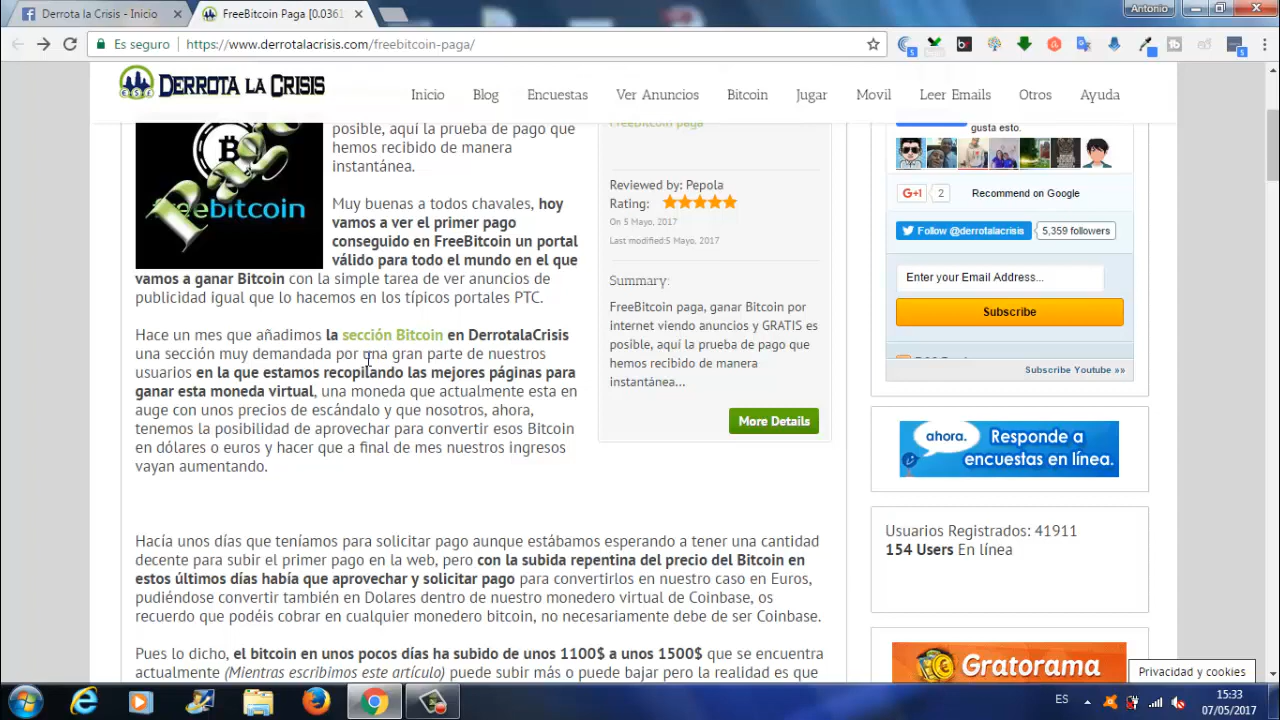 Derrota la Crisis - Inicio
FreeBitcoin Paga [0.0361
Antonio
Es seguro
https://www.derrotalacrisis.com/freebitcoin-paga/
DERROTA LA CRISIS
Inicio
Blog
Encuestas
Ver Anuncios
Bitcoin
Jugar
Movil
Leer Emails
Otros
Ayuda
freebitcoin
posible, aquí la prueba de pago que
hemos recibido de manera
instantánea.
Muy buenas a todos chavales, hoy
vamos a ver el primer pago
conseguido en FreeBitcoin un portal
válido para todo el mundo en el que
vamos a ganar Bitcoin con la simple tarea de ver anuncios de
publicidad igual que lo hacemos en los típicos portales PTC.
Hace un mes que añadimos la sección Bitcoin en DerrotalaCrisis
una sección muy demandada por una gran parte de nuestros
usuarios en la que estamos recopilando las mejores páginas para
ganar esta moneda virtual, una moneda que actualmente esta en
auge con unos precios de escándalo y que nosotros, ahora,
tenemos la posibilidad de aprovechar para convertir esos Bitcoin
en dólares o euros y hacer que a final de mes nuestros ingresos
vayan aumentando.
Hacía unos días que teníamos para solicitar pago aunque estábamos esperando a tener una cantidad
decente para subir el primer pago en la web, pero con la subida repentina del precio del Bitcoin en
estos últimos días había que aprovechar y solicitar pago para convertirlos en nuestro caso en Euros,
pudiéndose convertir también en Dolares dentro de nuestro monedero virtual de Coinbase, os
recuerdo que podéis cobrar en cualquier monedero bitcoin, no necesariamente debe de ser Coinbase.
Pues lo dicho, el bitcoin en unos pocos días ha subido de unos 1100$ a unos 1500$ que se encuentra
actualmente (Mientras escribimos este artículo) puede subir más o puede bajar pero la realidad es que
FreeBitcoin paga
Reviewed by: Pepola
Rating:
On 5 Mayo, 2017
Last modified:5 Mayo, 2017
Summary:
FreeBitcoin paga, ganar Bitcoin por
internet viendo anuncios y GRATIS es
posible, aquí la prueba de pago que
hemos recibido de manera
instantánea...
More Details
gusta esto.
G+1
2
Recommend on Google
Follow @derrotalacrisis
5,359 followers
Enter your Email Address...
Subscribe
Subscribe Youtube »»
ahora.
Responde a
encuestas en línea.
Usuarios Registrados: 41911
154 Users En línea
Gratorama
Privacidad y cookies
ES
15:33
07/05/2017